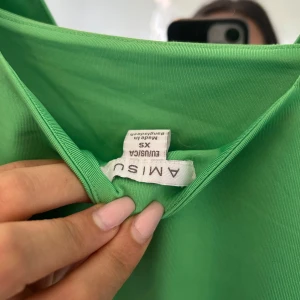 AMISU
EU/US/CA
XS
Made in
Bangladesh